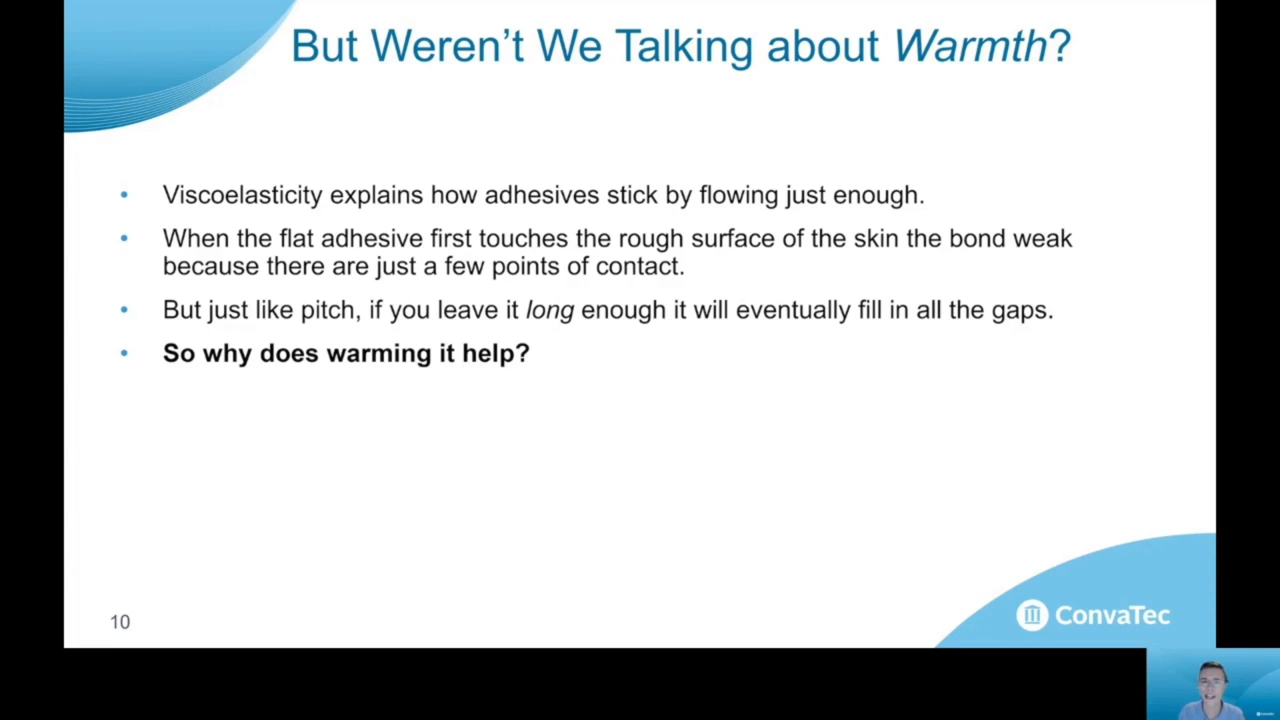 But Weren't We Talking about Warmth?
• Viscoelasticity explains how adhesives stick by flowing just enough.
• When the flat adhesive first touches the rough surface of the skin the bond weak
because there are just a few points of contact.
• But just like pitch, if you leave it long enough it will eventually fill in all the gaps.
• So why does warming it help?
10
ConvaTec